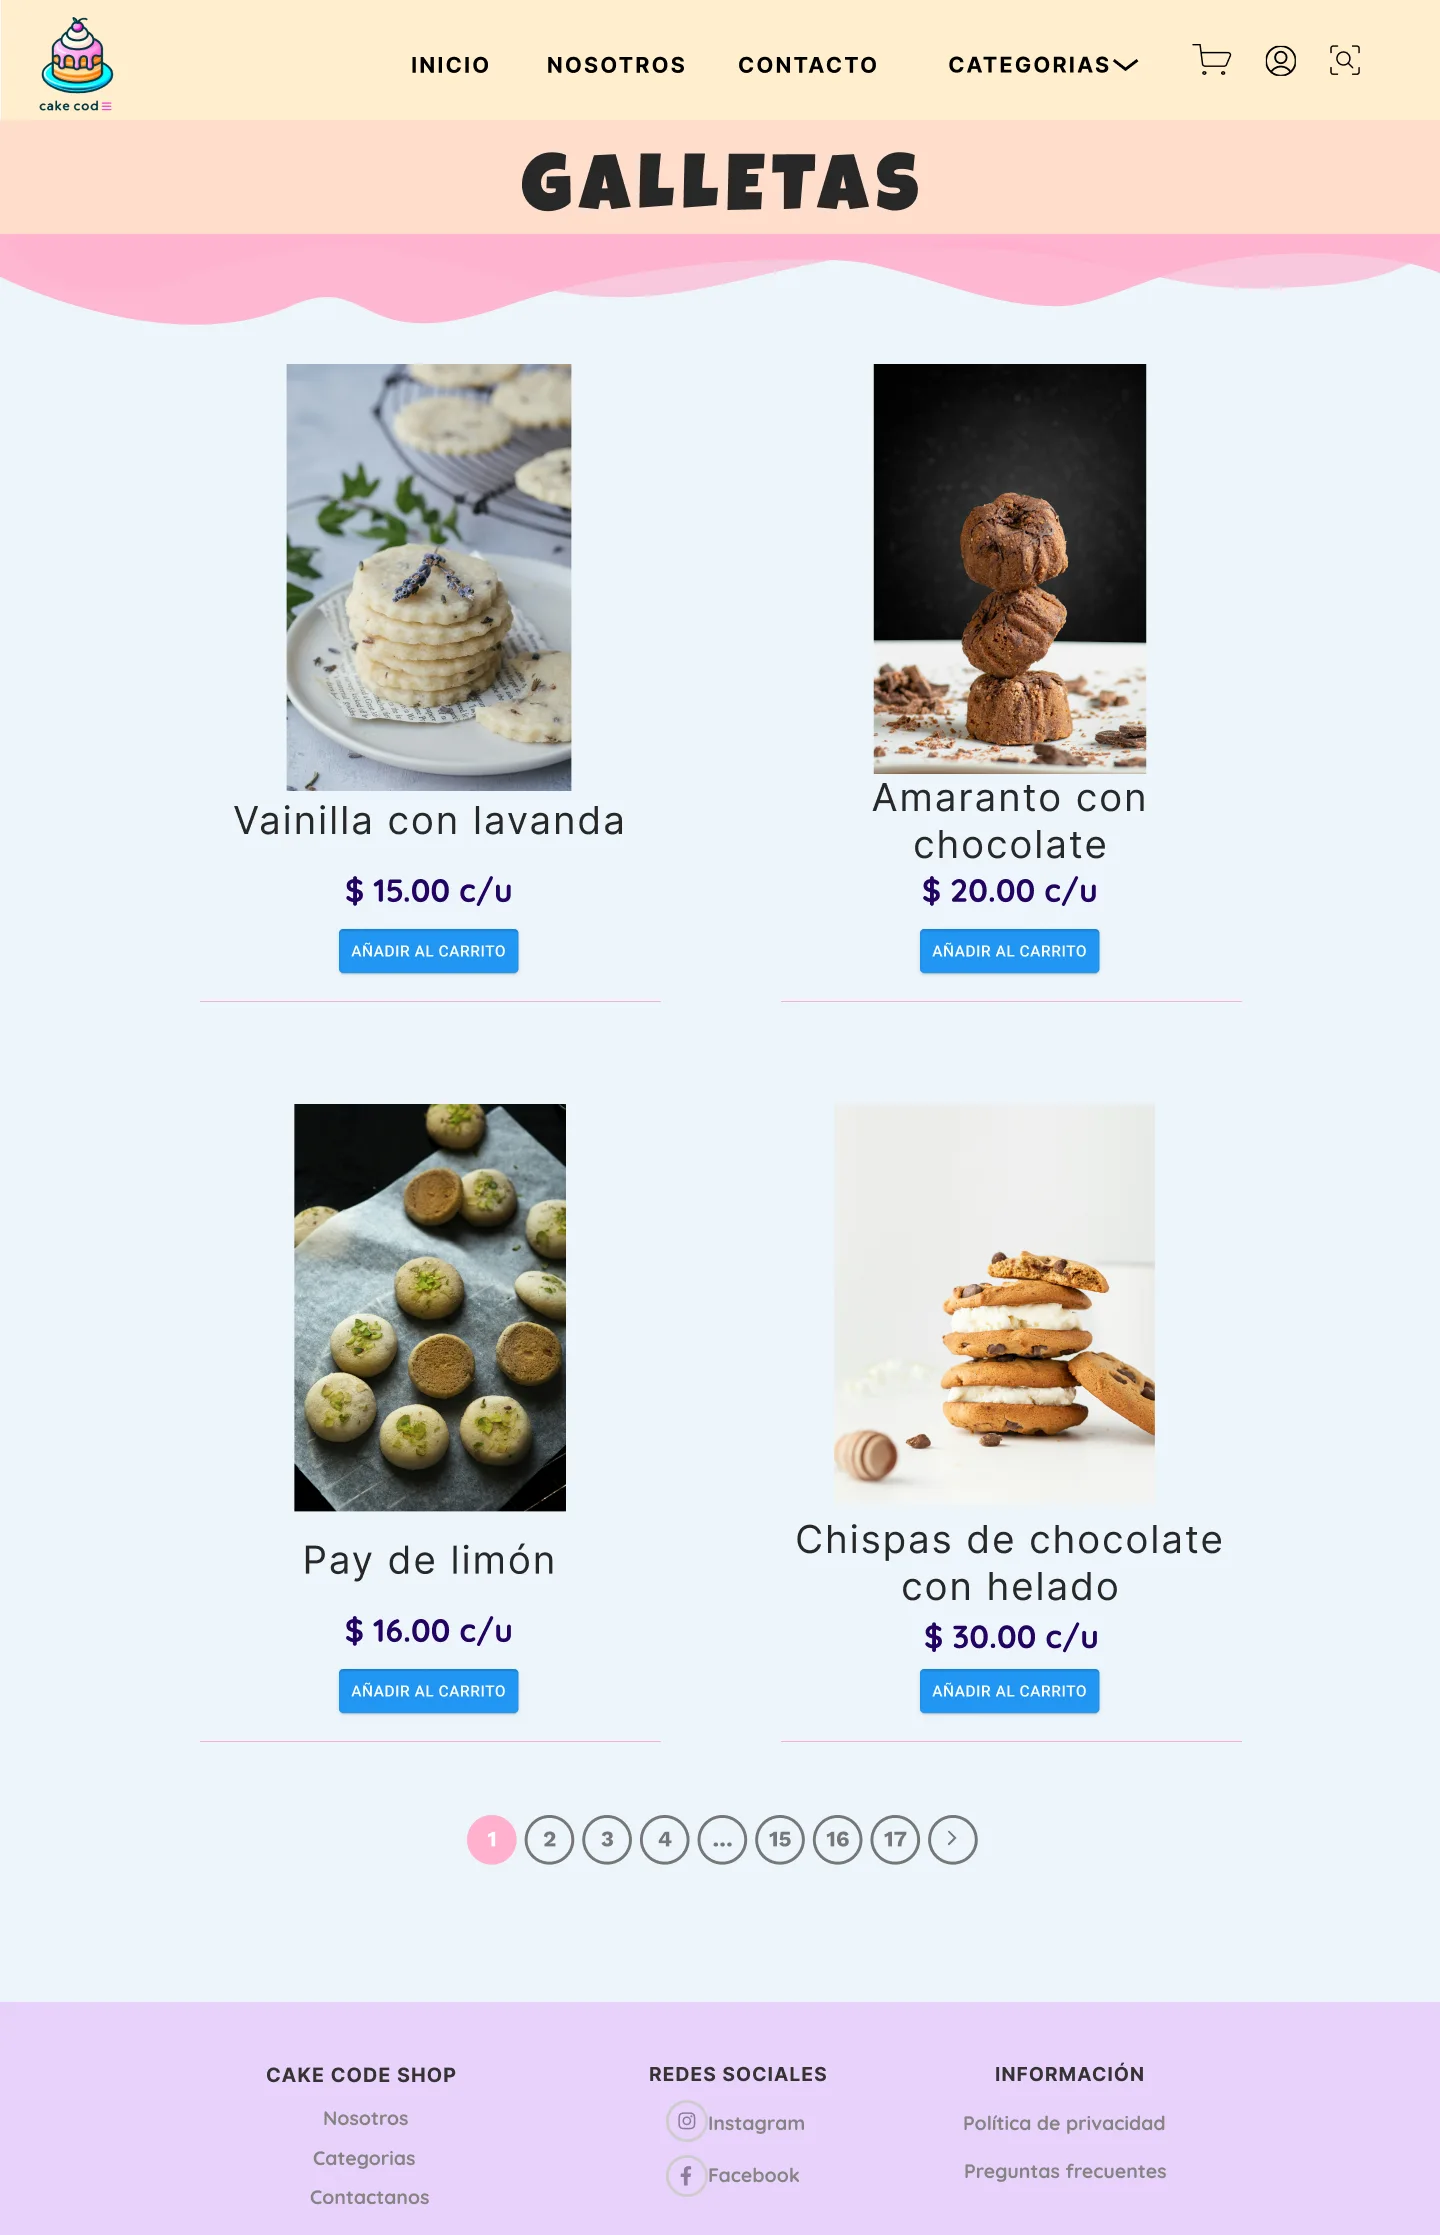 cake cod
INICIO
NOSOTROS
CONTACTO
CATEGORIAS
GALLETAS
Vainilla con lavanda
$ 15.00 c/u
AÑADIR AL CARRITO
Amaranto con
chocolate
$ 20.00 c/u
AÑADIR AL CARRITO
Pay de limón
$ 16.00 c/u
AÑADIR AL CARRITO
Chispas de chocolate
con helado
$ 30.00 c/u
AÑADIR AL CARRITO
1 2 3 4 ... 15 16 17
CAKE CODE SHOP
Nosotros
Categorias
Contactanos
REDES SOCIALES
Instagram
Facebook
INFORMACIÓN
Política de privacidad
Preguntas frecuentes